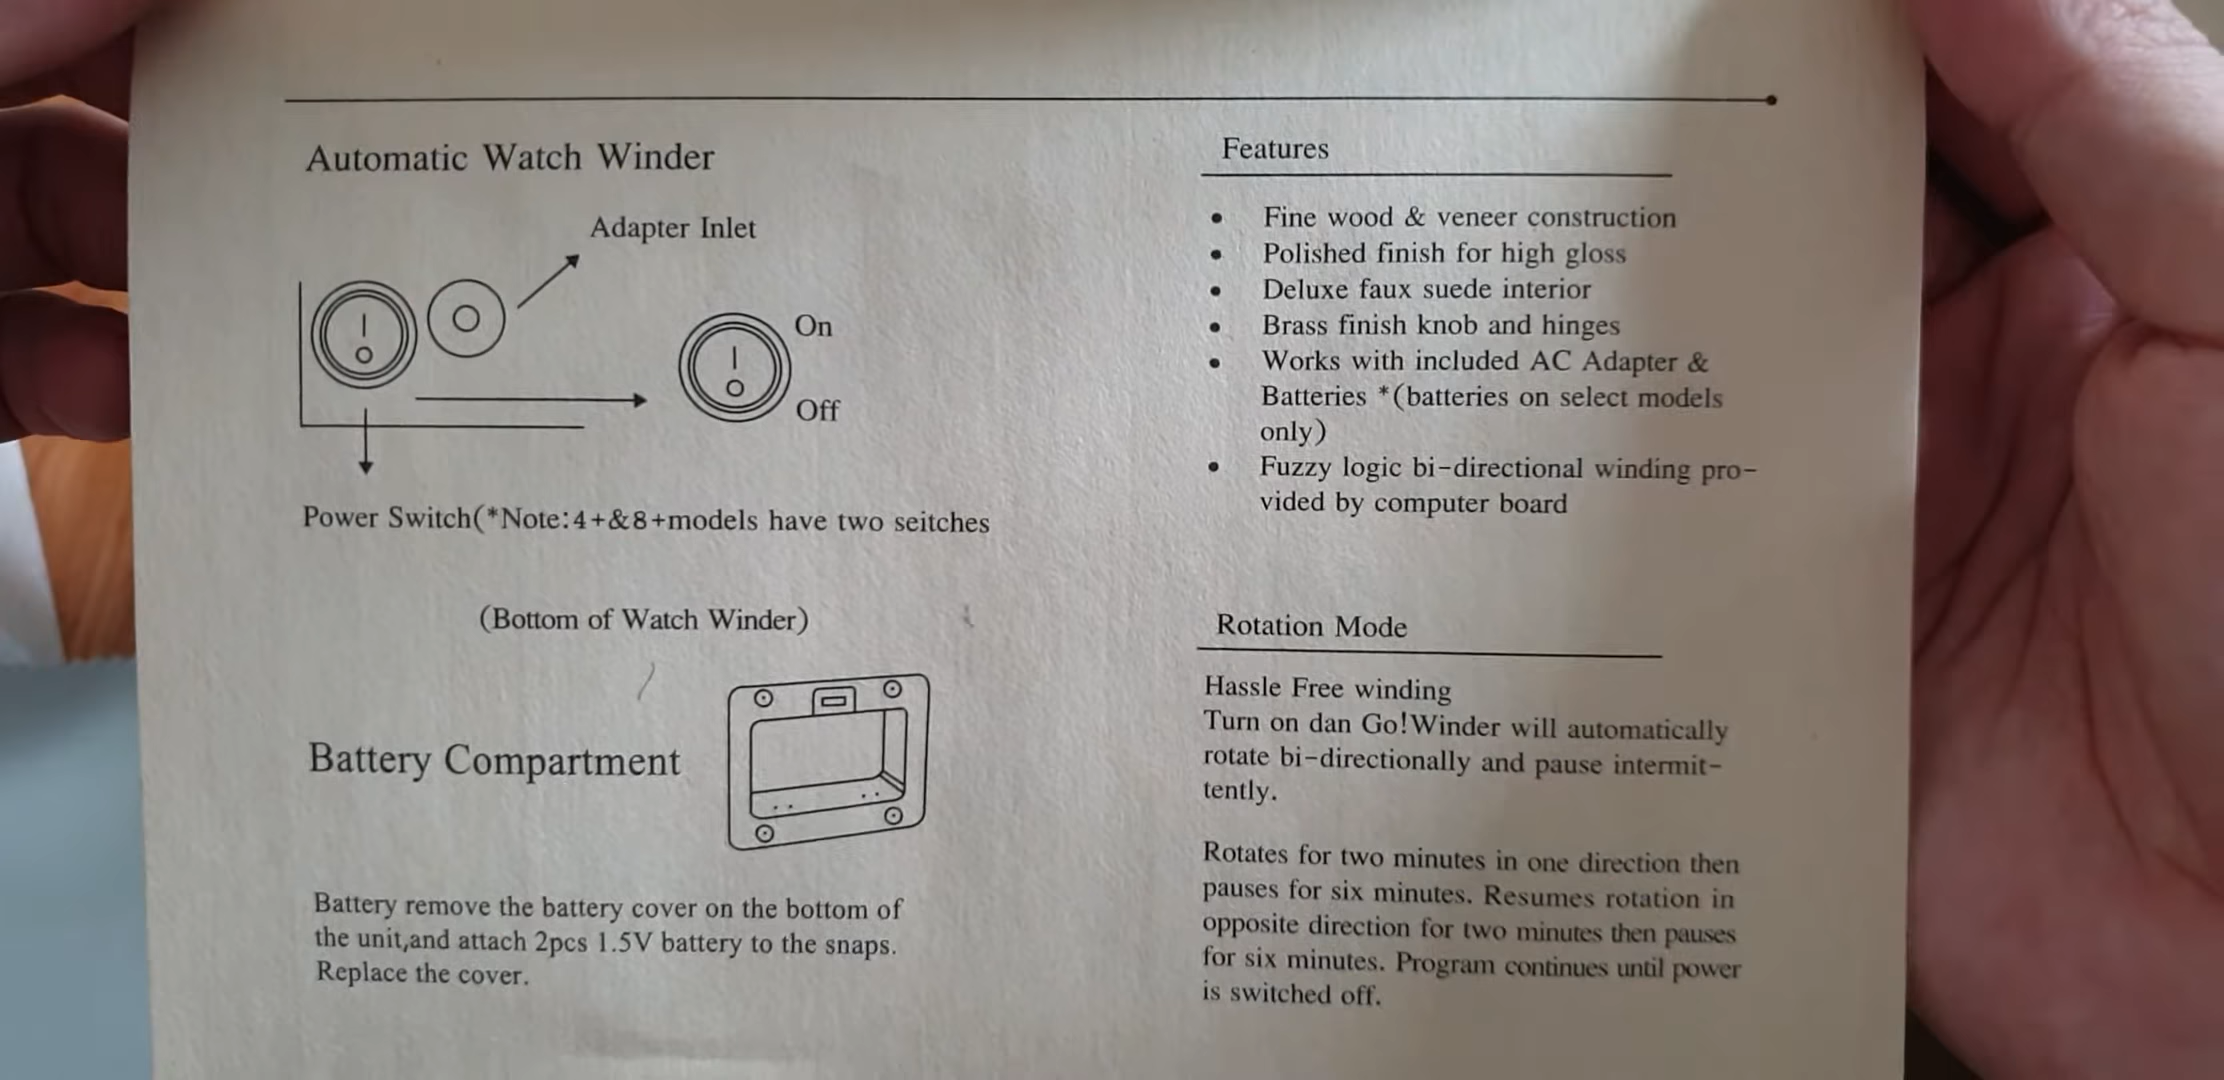 Automatic Watch Winder
Adapter Inlet
On
Off
Power Switch(*Note:4+&8+models have two seitches
(Bottom of Watch Winder)
Battery Compartment
Battery remove the battery cover on the bottom of
the unit,and attach 2pcs 1.5V battery to the snaps.
Replace the cover.
Features
• Fine wood & veneer construction
• Polished finish for high gloss
• Deluxe faux suede interior
• Brass finish knob and hinges
• Works with included AC Adapter &
Batteries *(batteries on select models
only)
• Fuzzy logic bi-directional winding pro-
vided by computer board
Rotation Mode
Hassle Free winding
Turn on dan Go!Winder will automatically
rotate bi-directionally and pause intermit-
tently.
Rotates for two minutes in one direction then
pauses for six minutes. Resumes rotation in
opposite direction for two minutes then pauses
for six minutes. Program continues until power
is switched off.